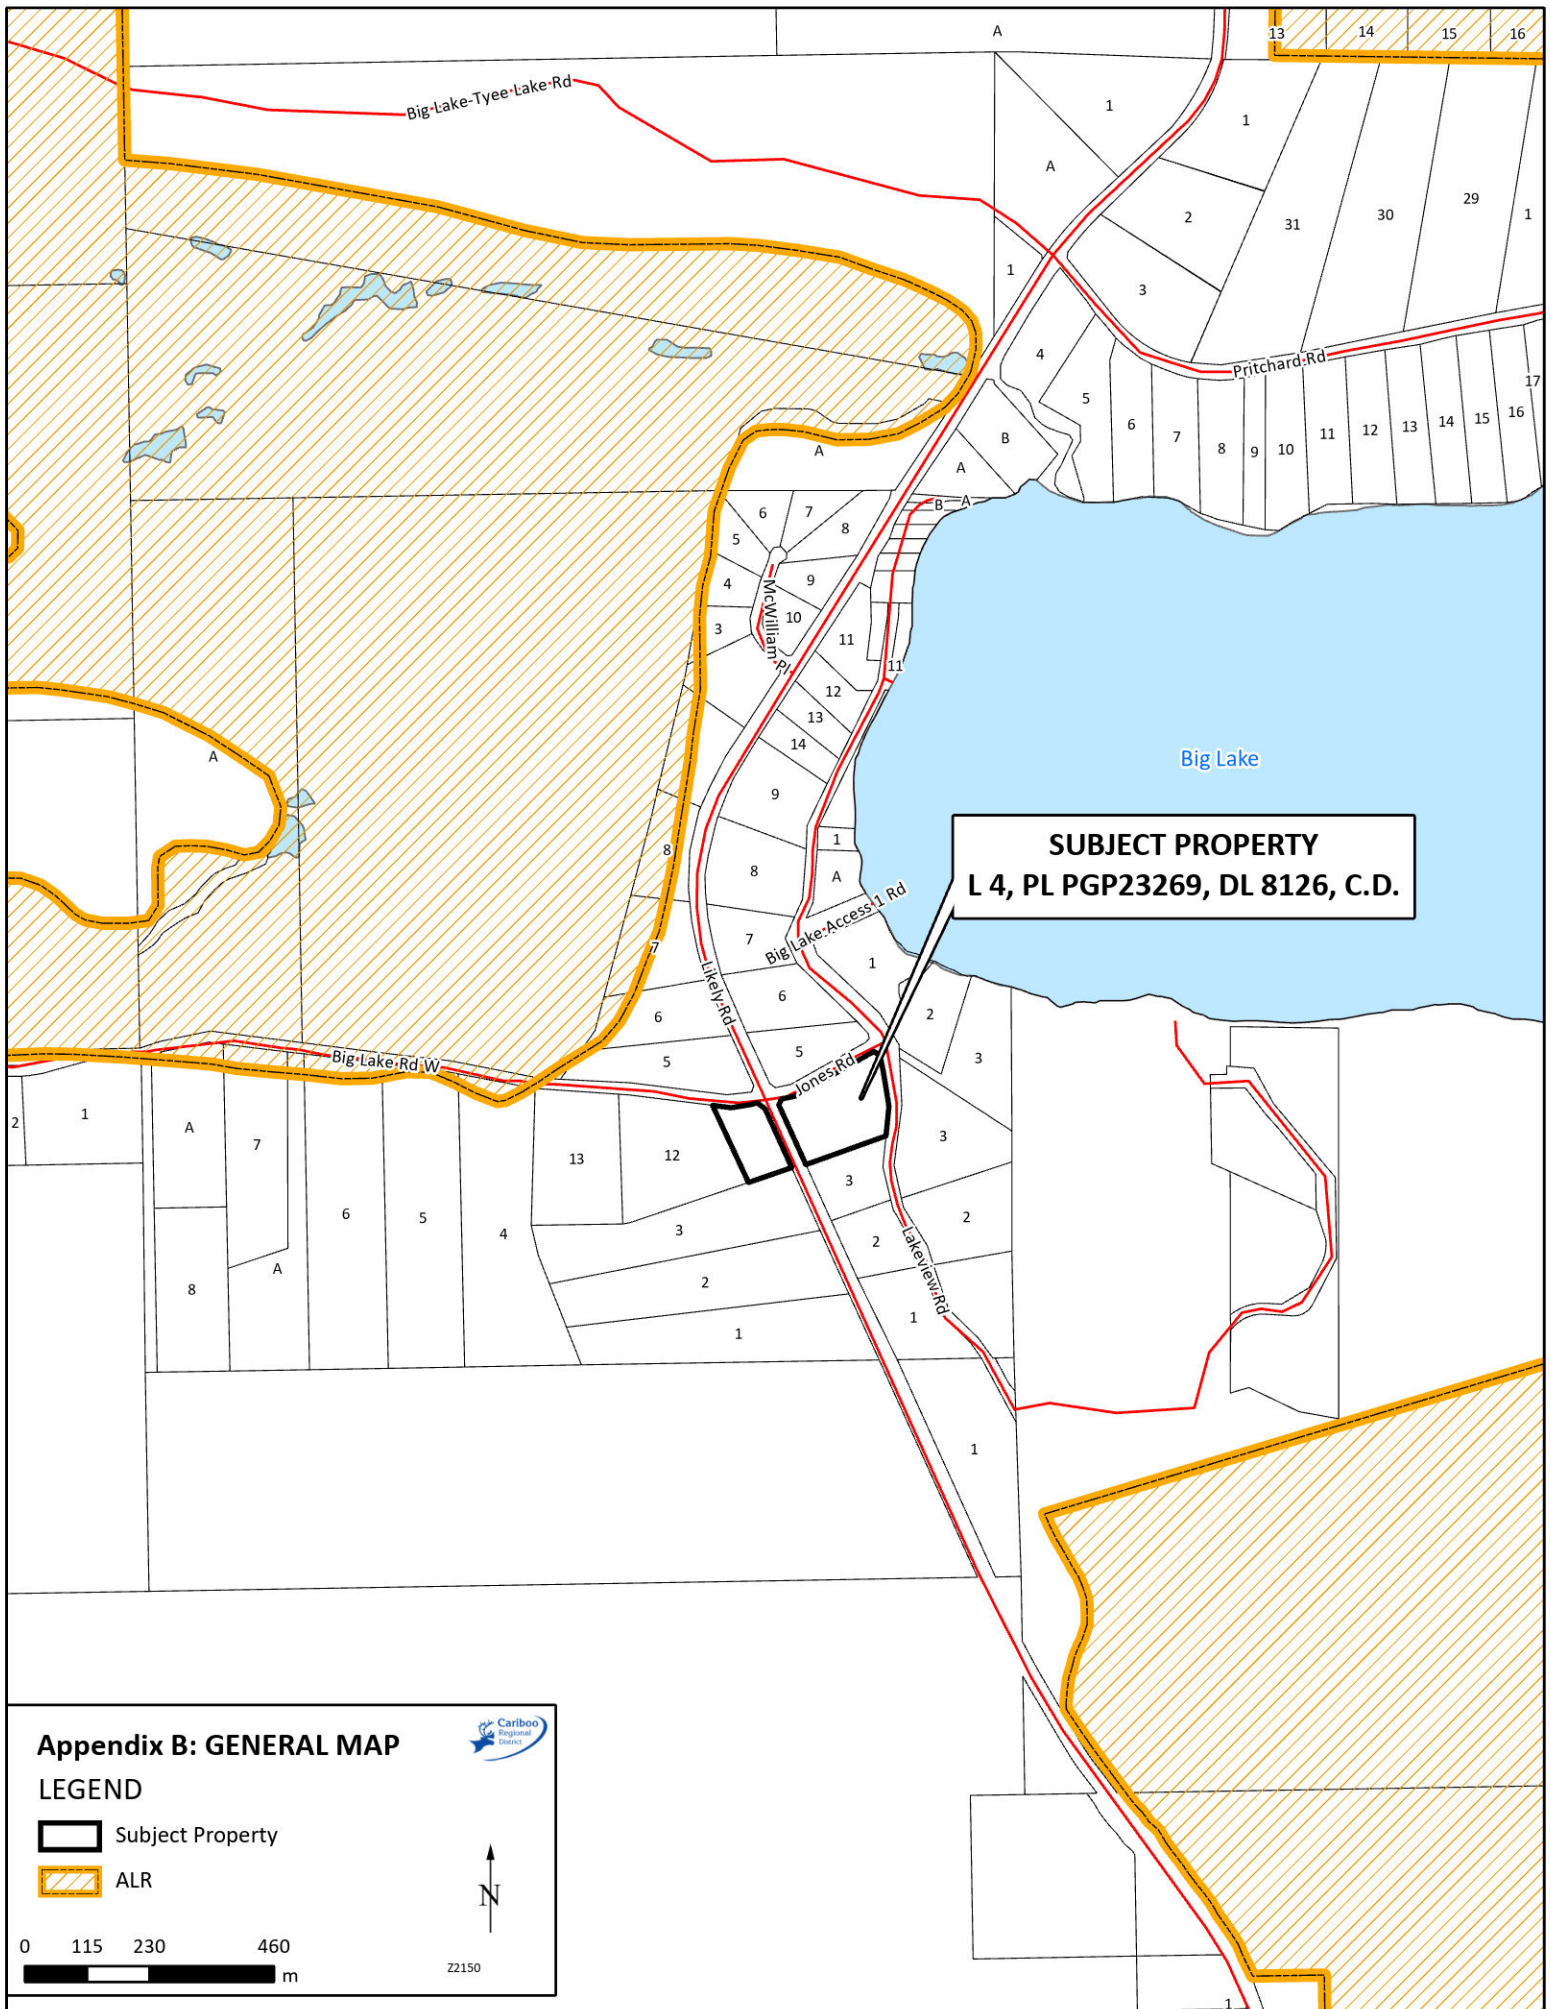 A
13
14
15
16
Big Lake-Tyee Lake Rd
1
1
A
2
31
30
29
1
1
3
4
Pritchard Rd
5
17
6
7
8
9
10
11
12
13
14
15
16
B
A
A
B
A
6
7
8
5
4
9
McWilliam Pl
10
3
11
11
12
13
14
A
Big Lake
9
1
8
8
A
SUBJECT PROPERTY
L 4, PL PGP23269, DL 8126, C.D.
Big Lake Access 1 Rd
7
7
1
Likely Rd
6
6
2
5
5
3
Big Lake Rd W
Jones Rd
2
1
A
7
13
12
3
3
6
5
4
3
2
2
Lakeview Rd
A
8
2
1
1
1
Appendix B: GENERAL MAP
Cariboo
Regional
District
LEGEND
Subject Property
ALR
N
0
115
230
460
m
Z2150
1